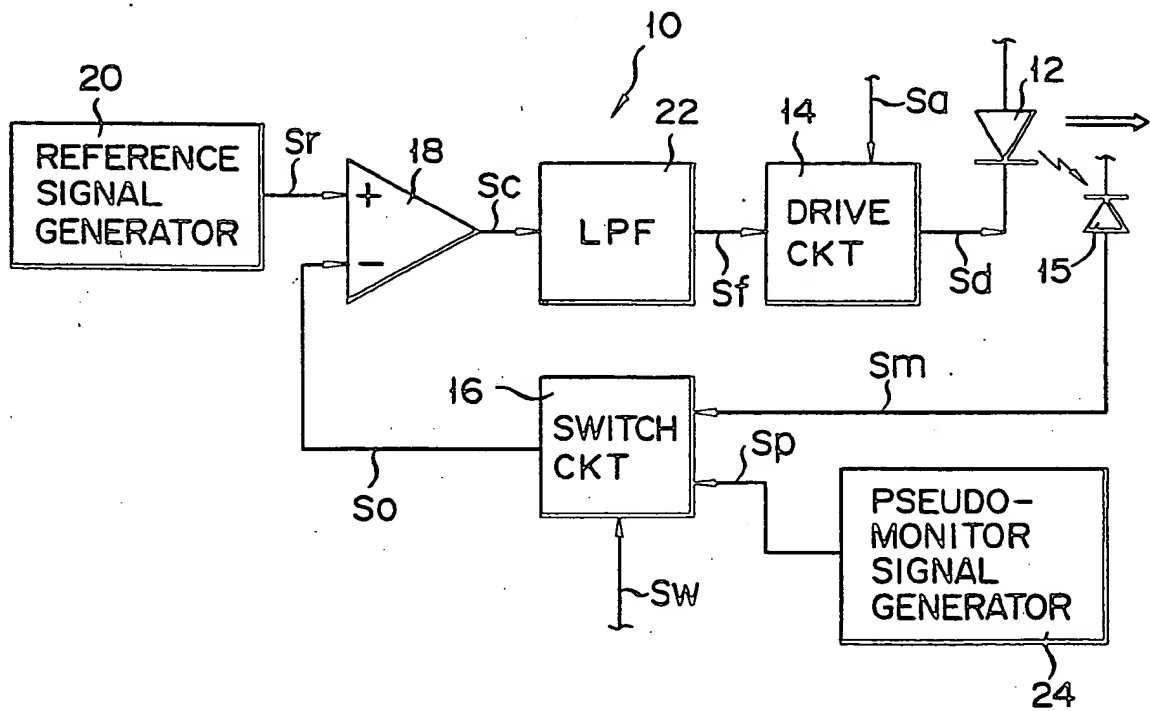 10
20
REFERENCE
SIGNAL
GENERATOR
Sr
18
+
−
Sc
22
LPF
Sf
14
DRIVE
CKT
Sa
Sd
12
15
16
SWITCH
CKT
Sm
Sp
So
Sw
PSEUDO-
MONITOR
SIGNAL
GENERATOR
24